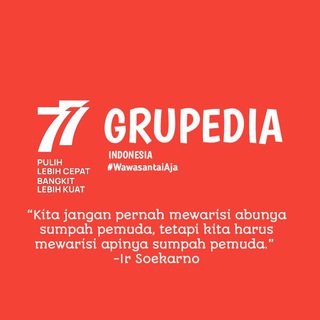 77 GRUPEDIA
INDONESIA
#WawasantaiAja
PULIH
LEBIH CEPAT
BANGKIT
LEBIH KUAT
“Kita jangan pernah mewarisi abunya
sumpah pemuda, tetapi kita harus
mewarisi apinya sumpah pemuda.”
-Ir Soekarno